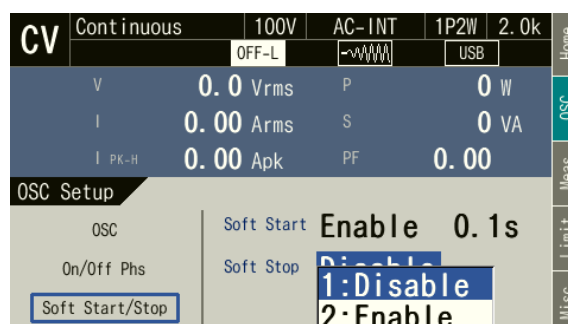 CV Continuous 100V AC-INT 1P2W 2.0k
OFF-L USB
V 0.0 Vrms P 0 W
I 0.00 Arms S 0 VA
I PK-H 0.00 Apk PF 0.00
OSC Setup
OSC Soft Start Enable 0.1s
On/Off Phs Soft Stop Disable
1:Disable
Soft Start/Stop 2:Enable
Home
OSC
Meas
Limit
Misc